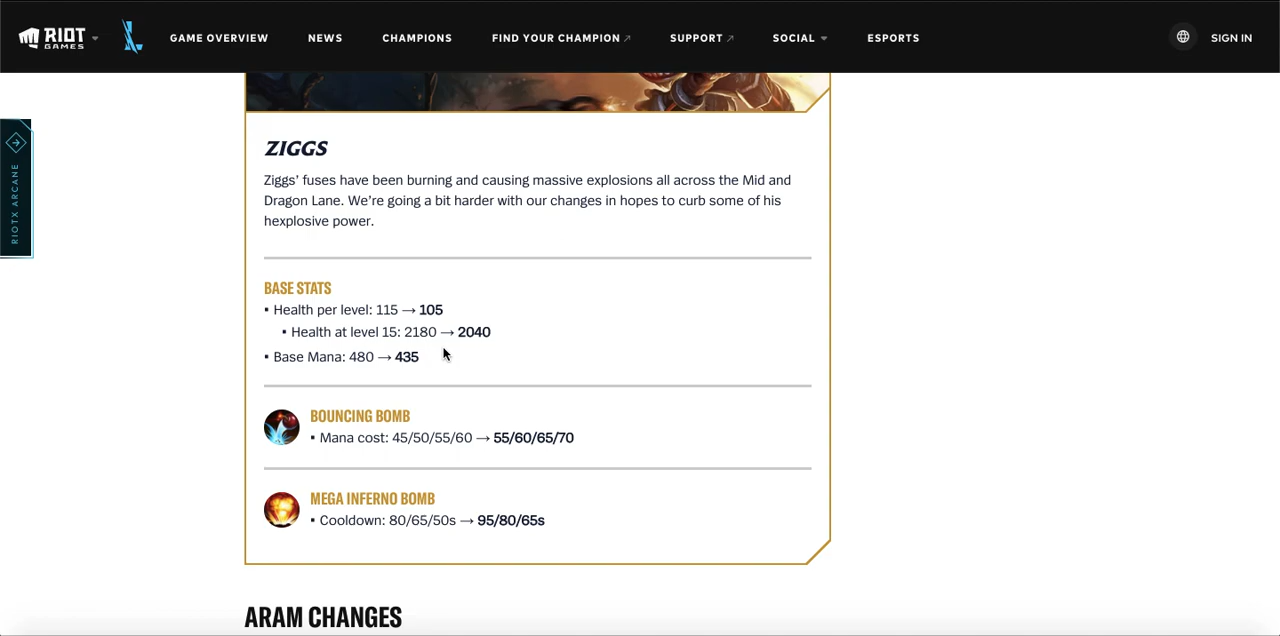 RIOT GAMES GAME OVERVIEW NEWS CHAMPIONS FIND YOUR CHAMPION↗ SUPPORT↗ SOCIAL ESPORTS SIGN IN
RIOTX ARCANE
ZIGGS
Ziggs’ fuses have been burning and causing massive explosions all across the Mid and
Dragon Lane. We’re going a bit harder with our changes in hopes to curb some of his
hexplosive power.
BASE STATS
▪ Health per level: 115 → 105
▪ Health at level 15: 2180 → 2040
▪ Base Mana: 480 → 435
BOUNCING BOMB
▪ Mana cost: 45/50/55/60 → 55/60/65/70
MEGA INFERNO BOMB
▪ Cooldown: 80/65/50s → 95/80/65s
ARAM CHANGES